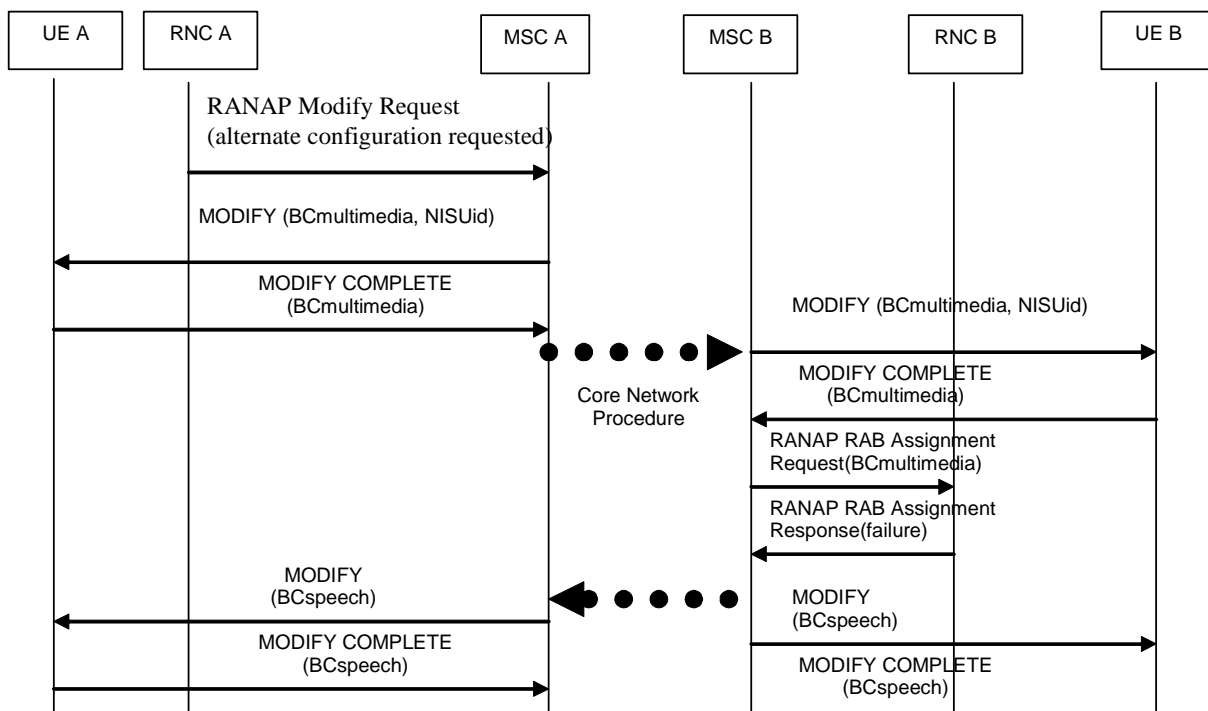 UE A
RNC A
MSC A
MSC B
RNC B
UE B
RANAP Modify Request
(alternate configuration requested)
MODIFY (BCmultimedia, NISUid)
MODIFY COMPLETE
(BCmultimedia)
MODIFY (BCmultimedia, NISUid)
Core Network
Procedure
MODIFY COMPLETE
(BCmultimedia)
RANAP RAB Assignment
Request(BCmultimedia)
RANAP RAB Assignment
Response(failure)
MODIFY
(BCspeech)
MODIFY COMPLETE
(BCspeech)
MODIFY
(BCspeech)
MODIFY COMPLETE
(BCspeech)